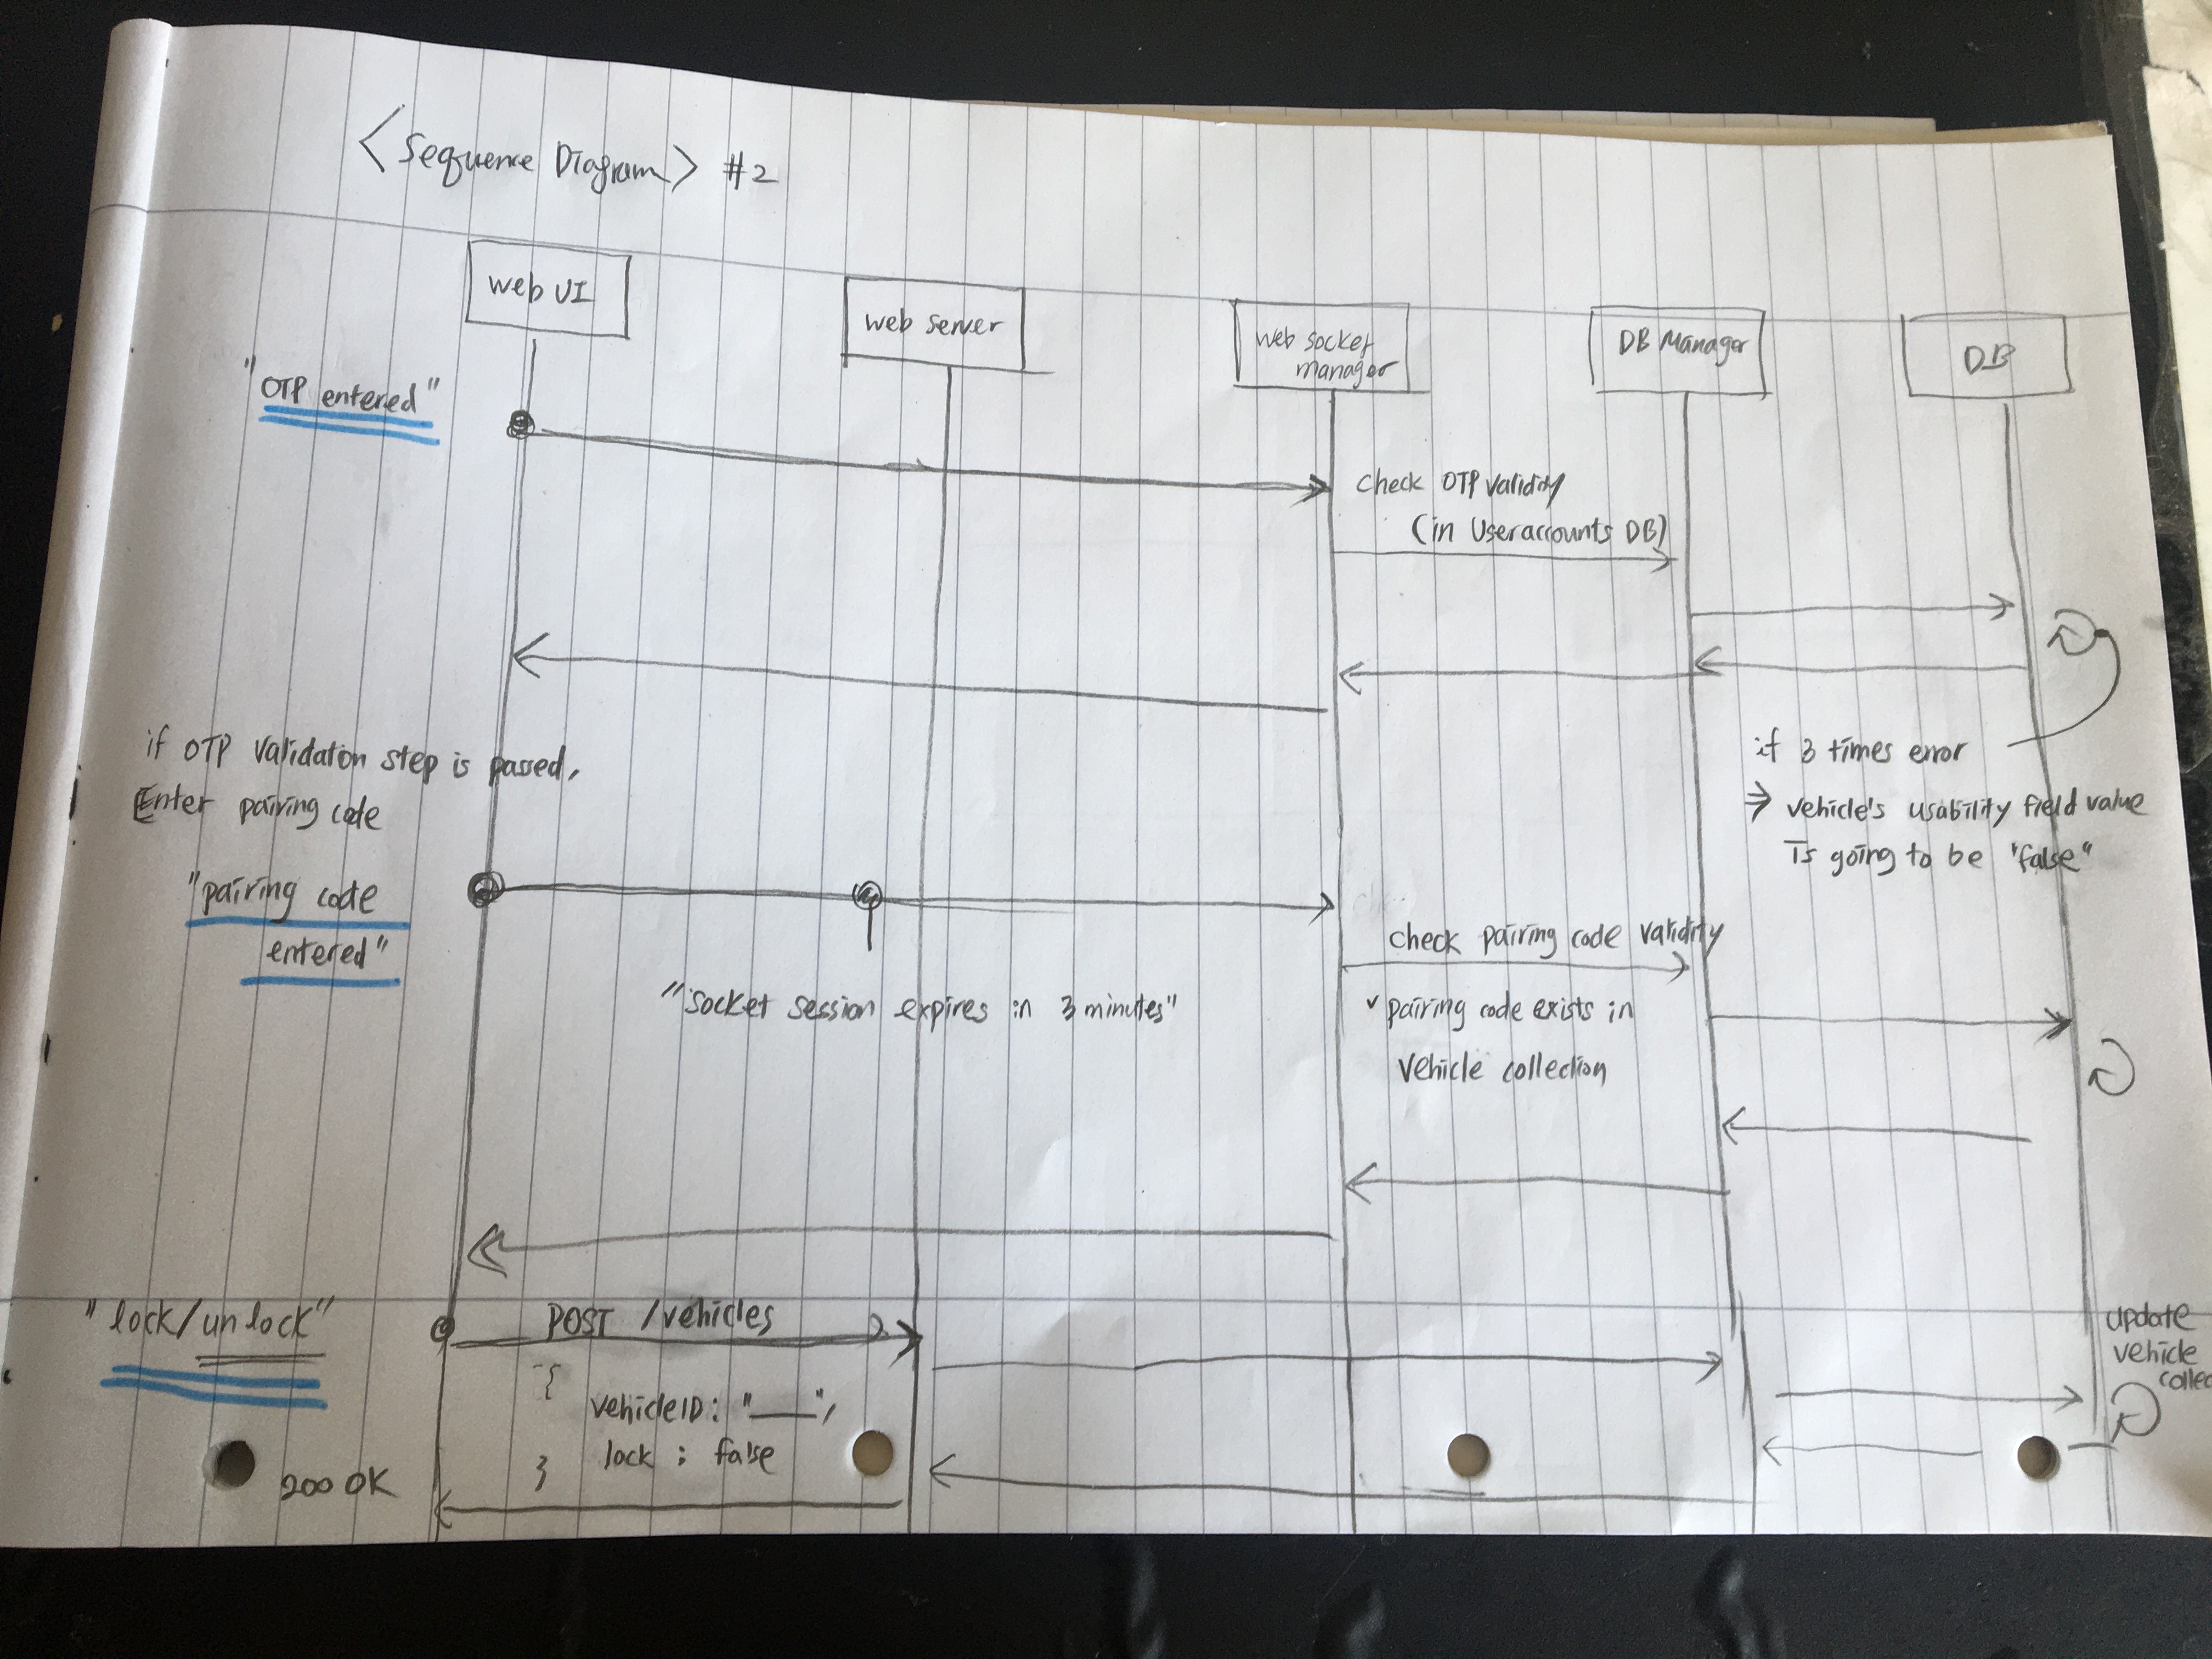 <Sequence Diagram> #2
web UI
web server
web socket
manager
DB Manager
DB
"OTP entered"
check OTP validity
(in Useraccounts DB)
if OTP validaton step is passed,
Enter pairing code
if 3 times error
⇒ vehicle's usability field value
Is going to be "false"
"pairing code
entered"
check pairing code validity
"socket session expires in 3 minutes"
✓ pairing code exists in
vehicle collection
"lock/unlock"
POST /vehicles
{
vehicleID: "____",
lock : false
}
200 OK
update
vehicle
collec